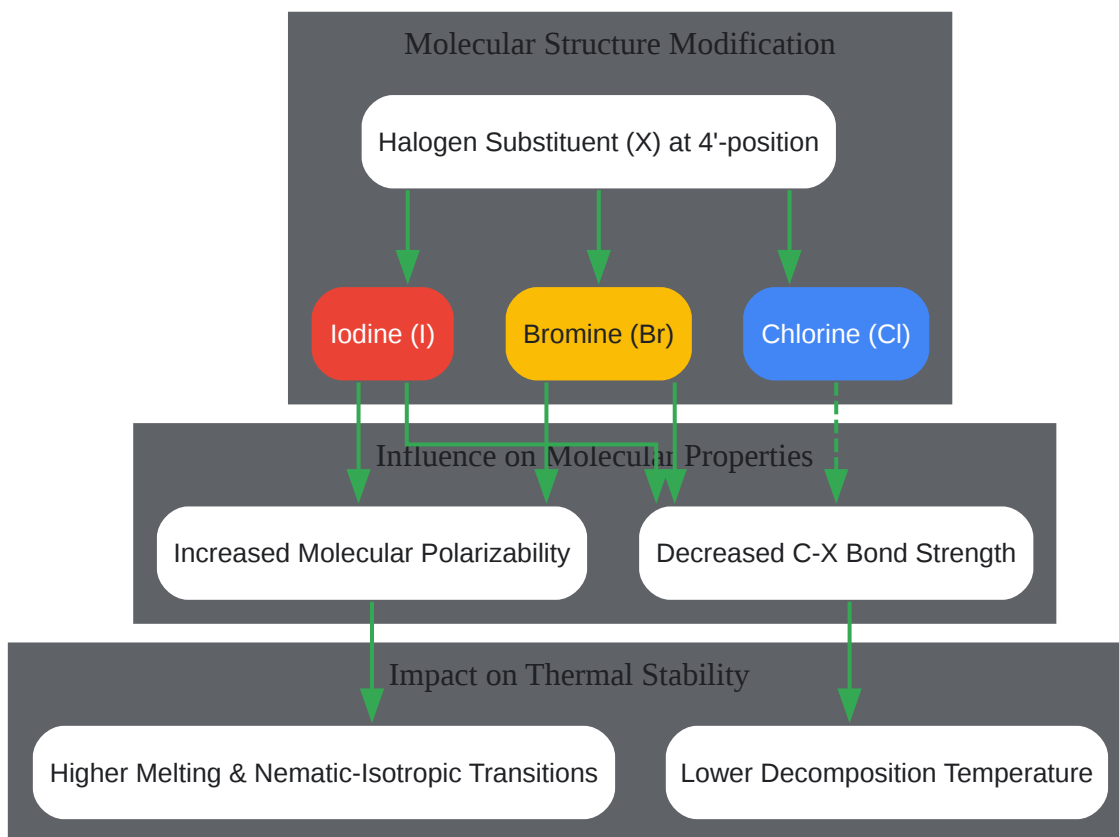 Molecular Structure Modification
Halogen Substituent (X) at 4'-position
Iodine (I)
Bromine (Br)
Chlorine (Cl)
Influence on Molecular Properties
Increased Molecular Polarizability
Decreased C-X Bond Strength
Impact on Thermal Stability
Higher Melting & Nematic-Isotropic Transitions
Lower Decomposition Temperature